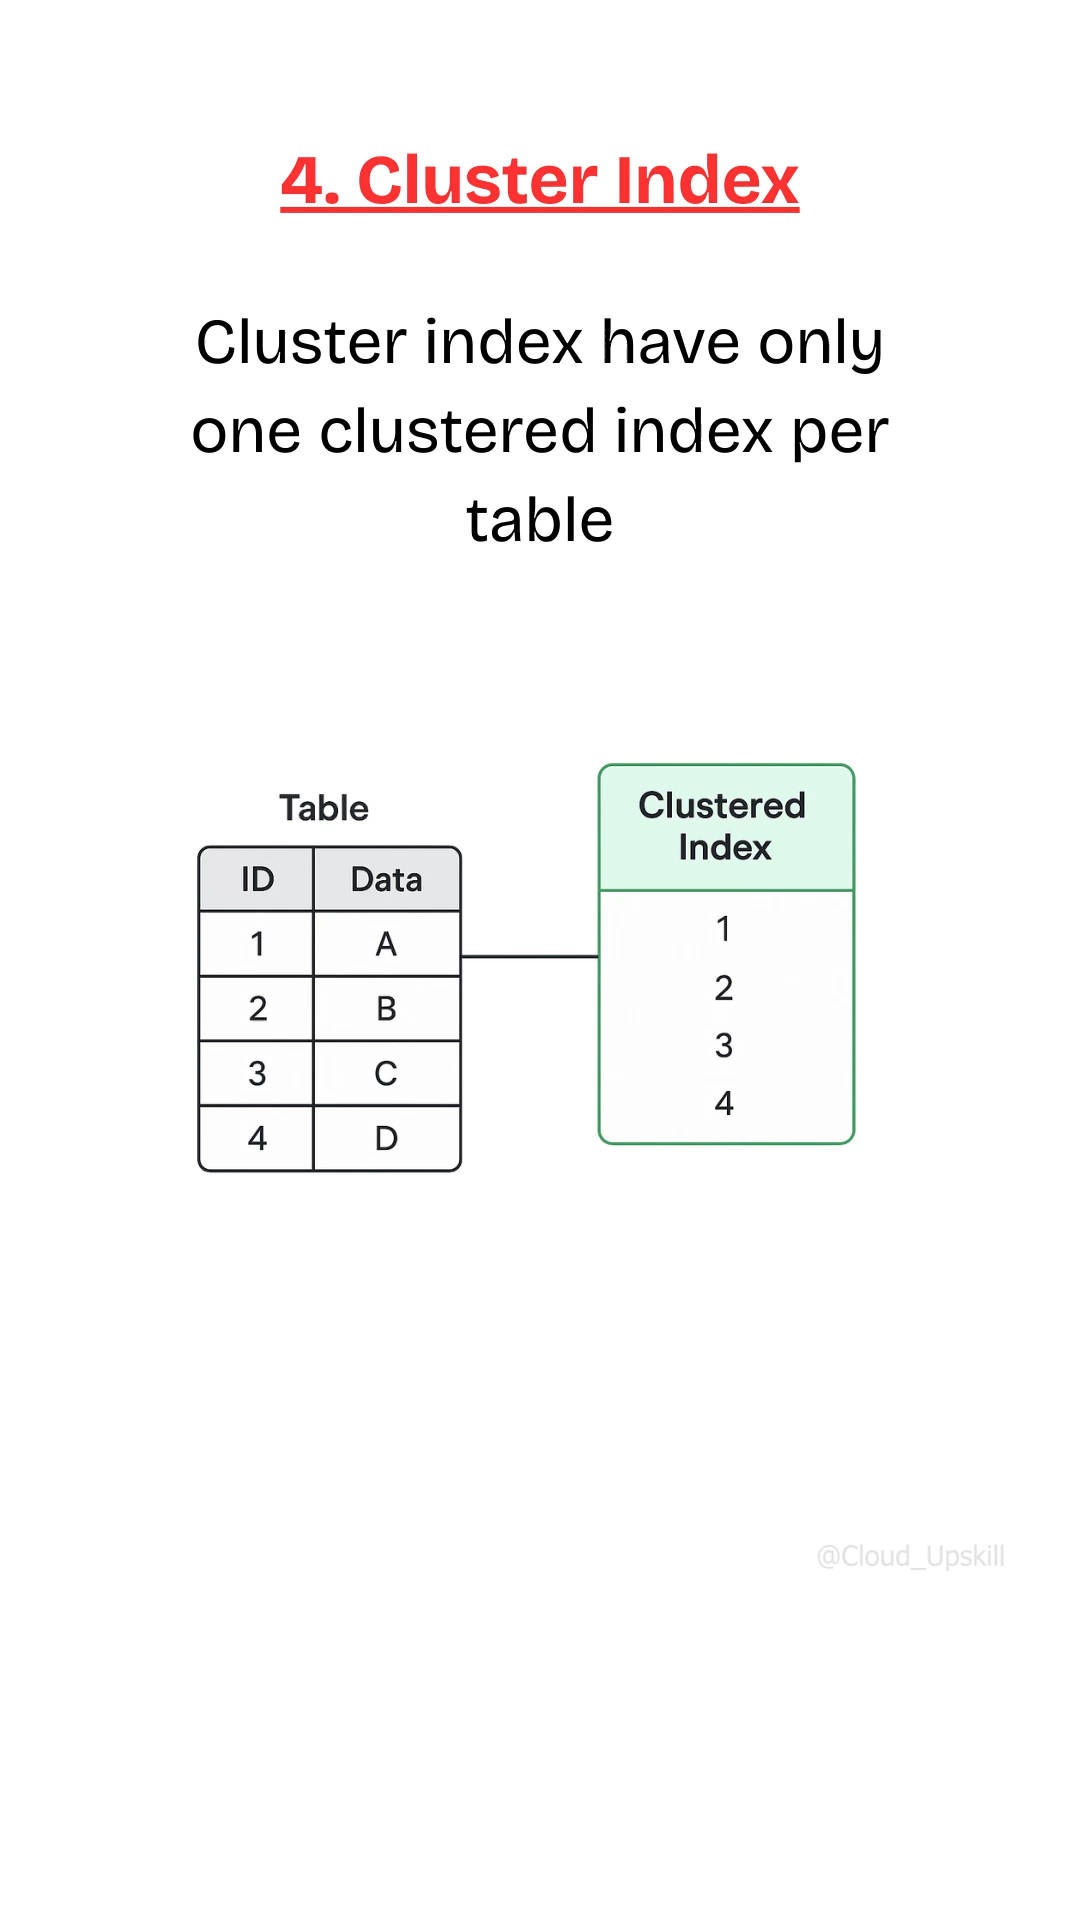 4. Cluster Index
Cluster index have only
one clustered index per
table
Table
ID Data
1 A
2 B
3 C
4 D
Clustered
Index
1
2
3
4
@Cloud_Upskill